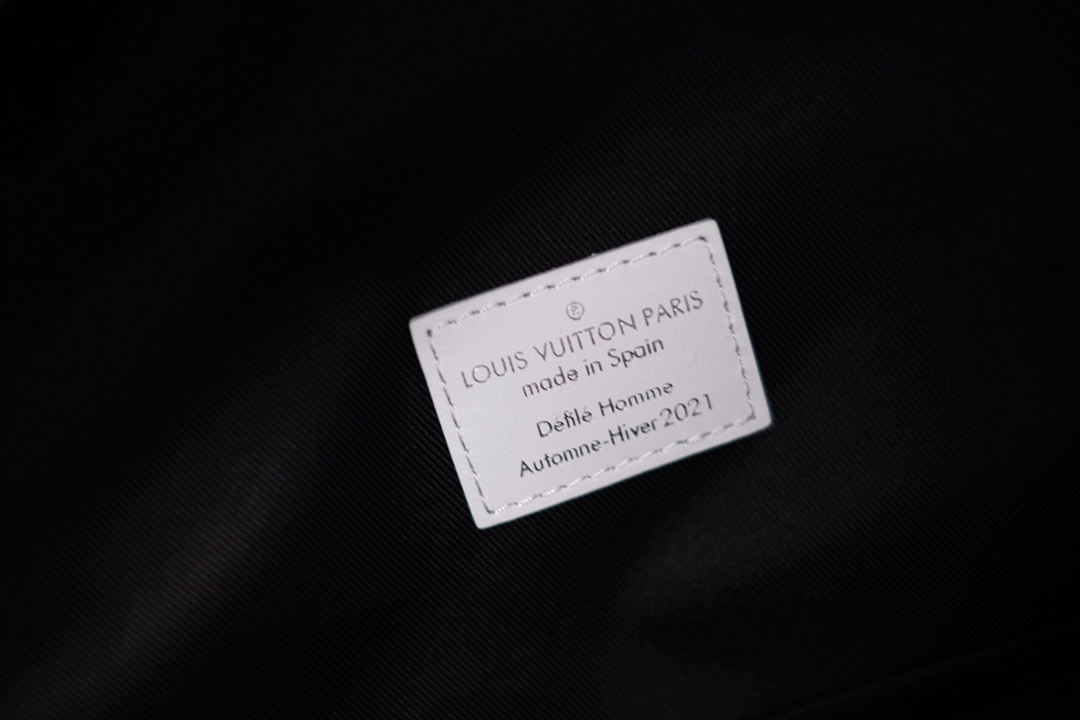 ®
LOUIS VUITTON PARIS
made in Spain
Défilé Homme
Automne-Hiver 2021